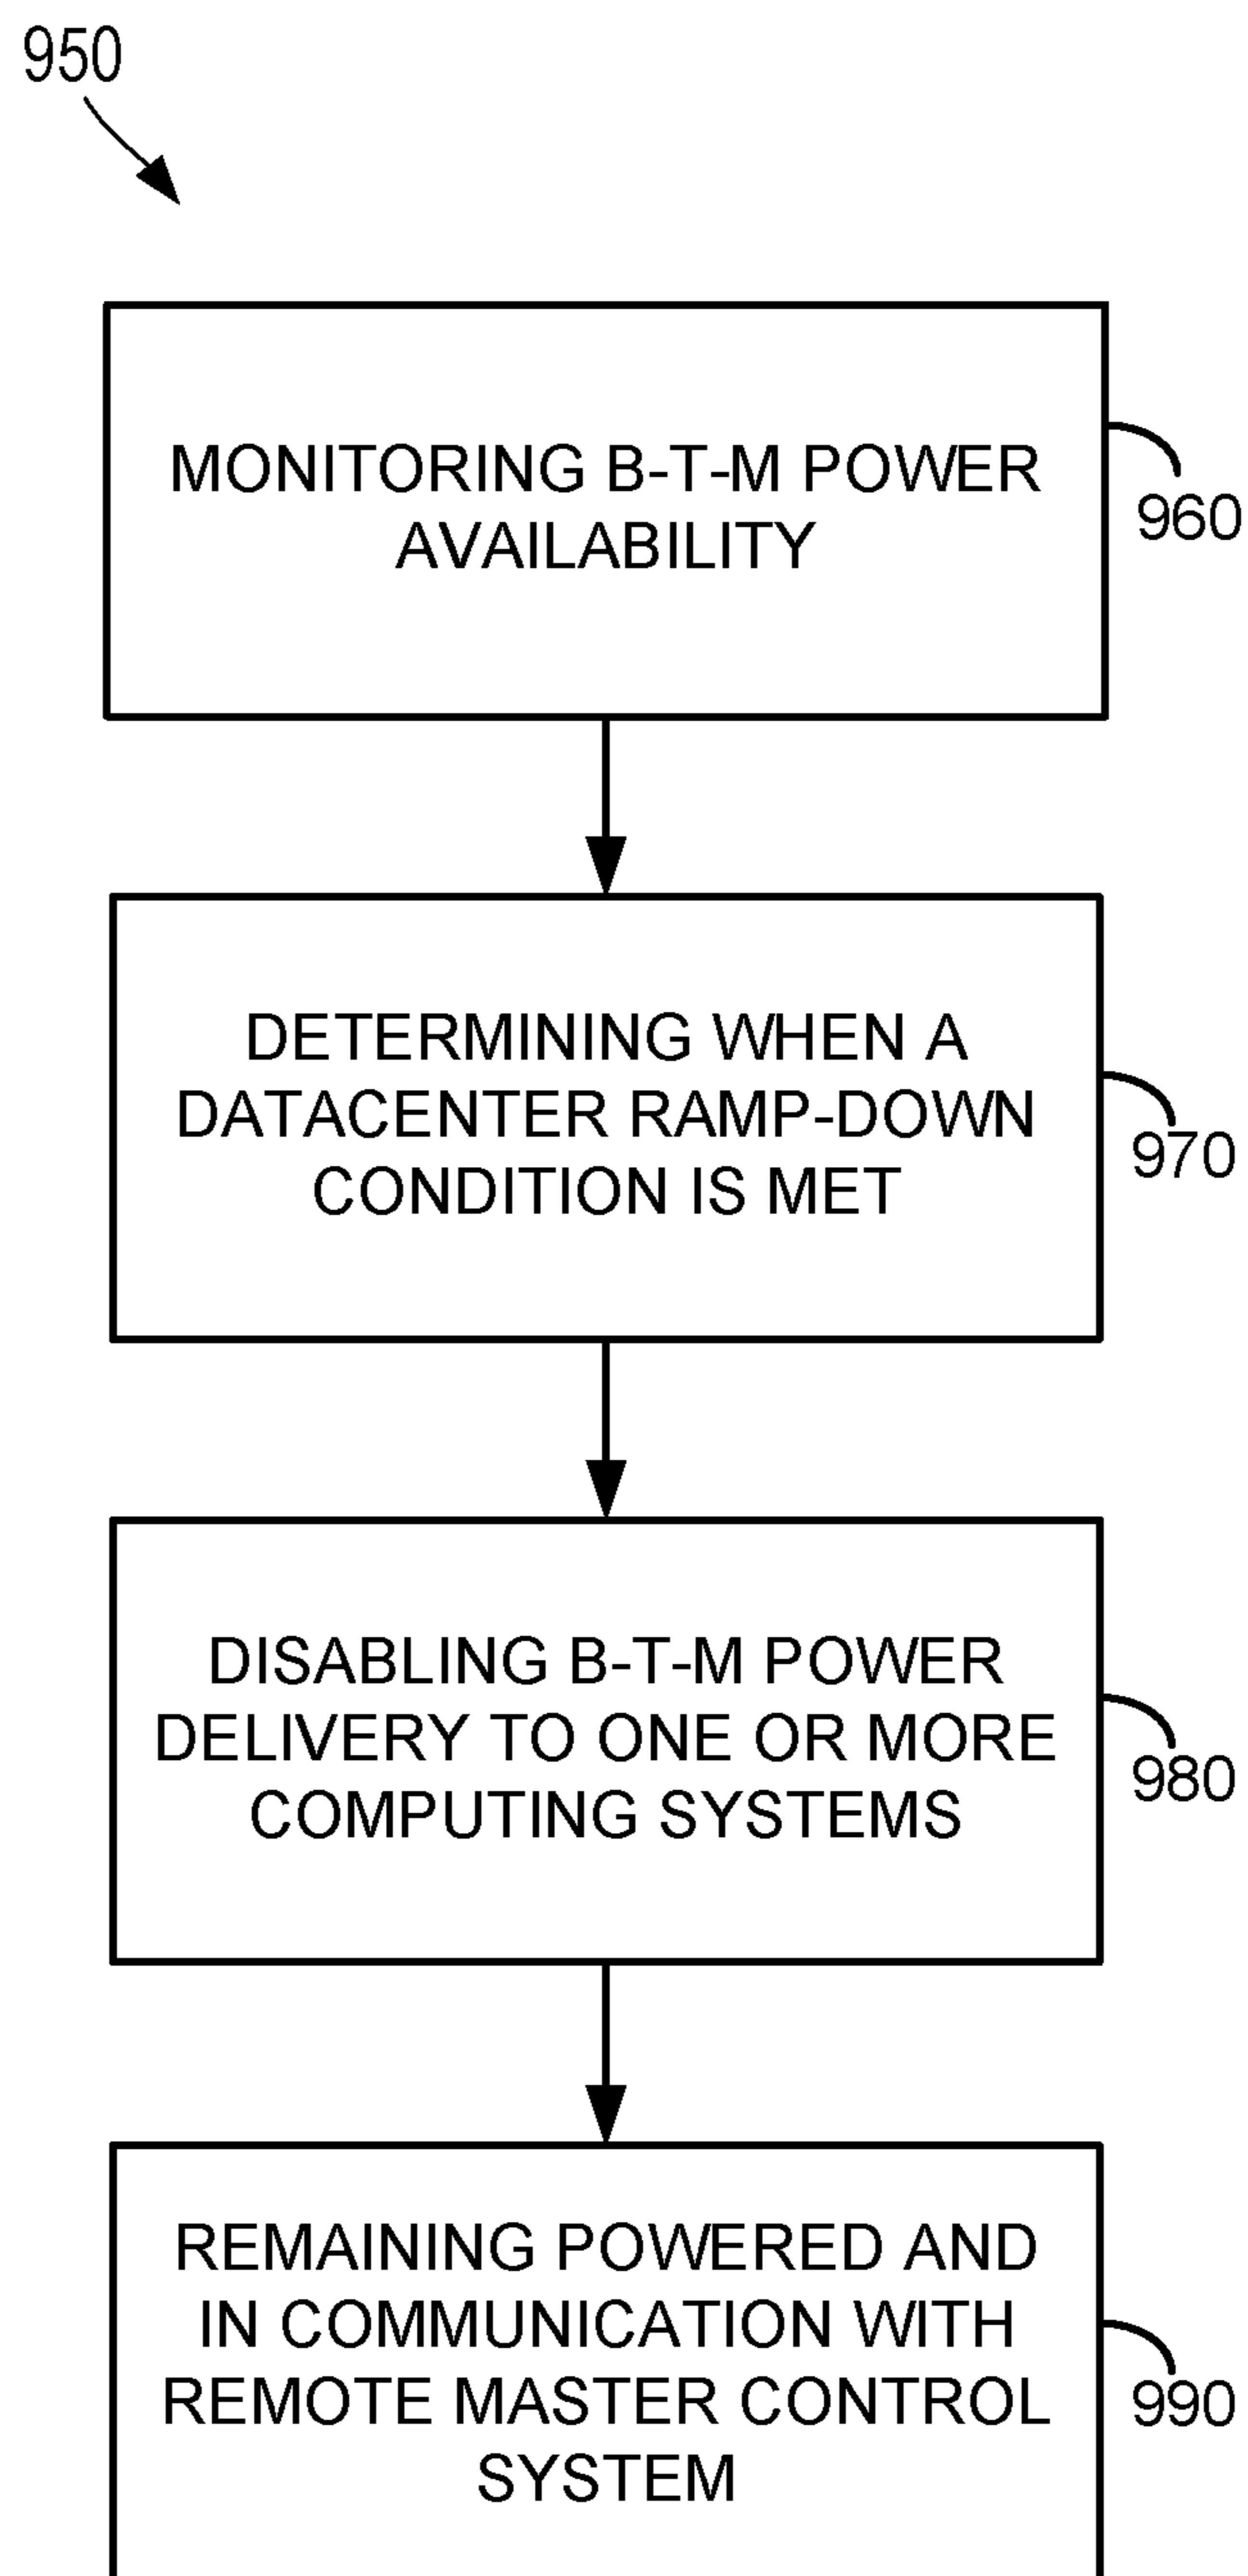 950
MONITORING B-T-M POWER
AVAILABILITY
960
DETERMINING WHEN A
DATACENTER RAMP-DOWN
CONDITION IS MET
970
DISABLING B-T-M POWER
DELIVERY TO ONE OR MORE
COMPUTING SYSTEMS
980
REMAINING POWERED AND
IN COMMUNICATION WITH
REMOTE MASTER CONTROL
SYSTEM
990